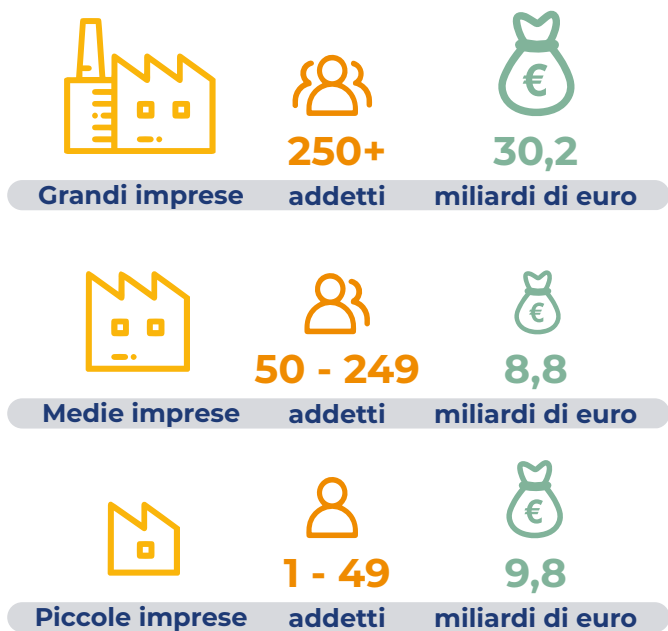 €
250+ 30,2
Grandi imprese addetti miliardi di euro
€
50 - 249 8,8
Medie imprese addetti miliardi di euro
€
1 - 49 9,8
Piccole imprese addetti miliardi di euro